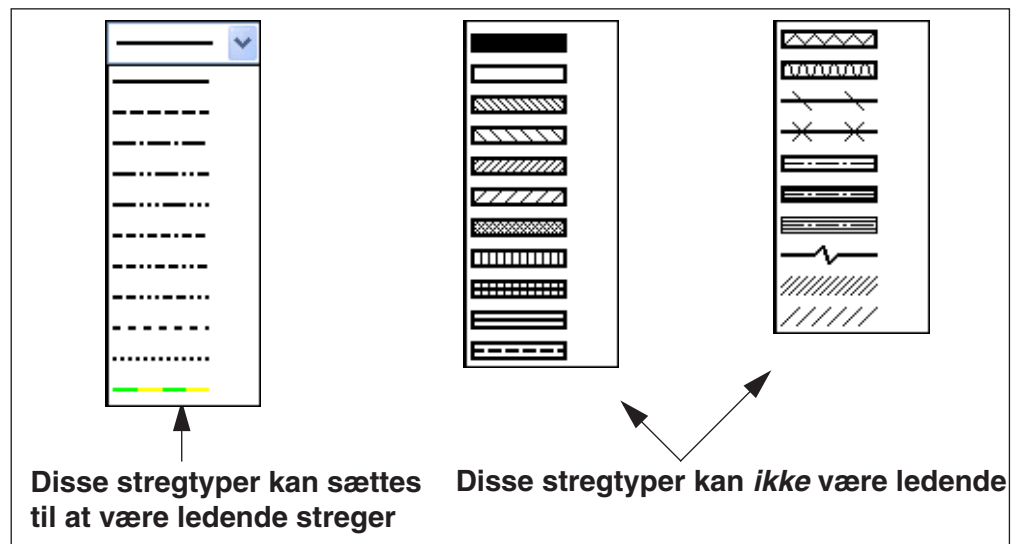 Disse stregtyper kan sættes
til at være ledende streger
Disse stregtyper kan ikke være ledende